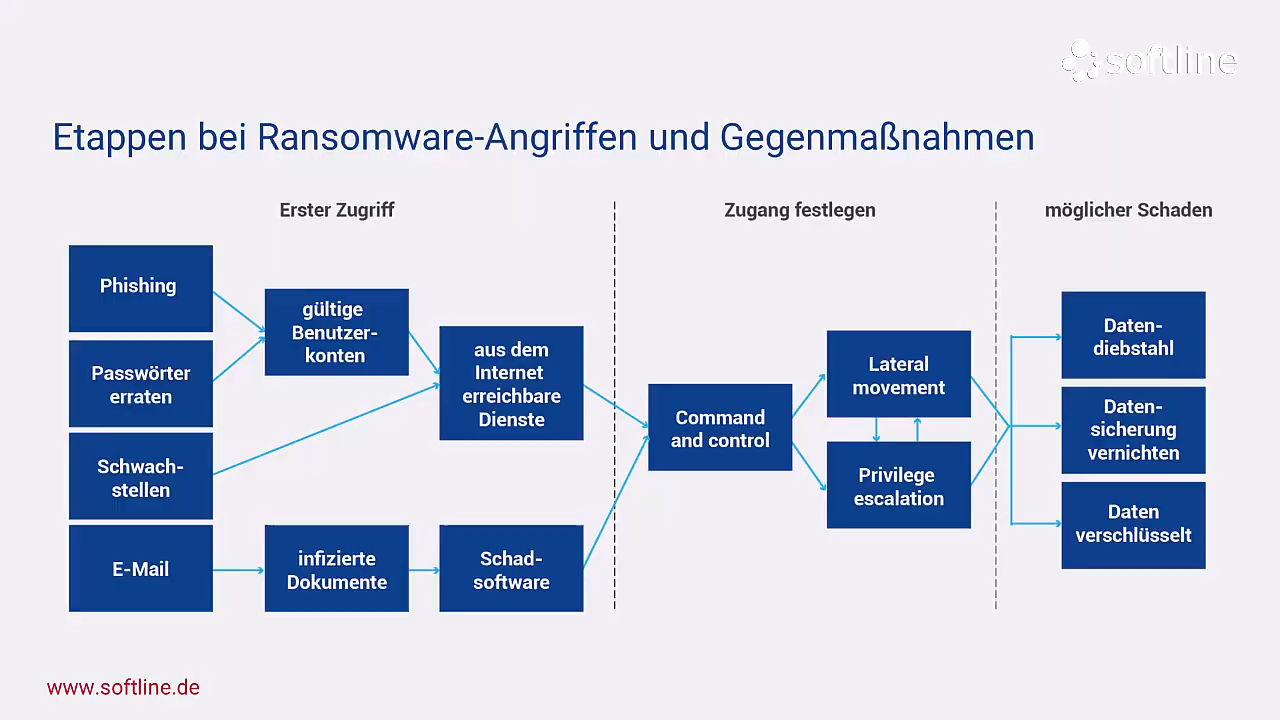 softline
Etappen bei Ransomware-Angriffen und Gegenmaßnahmen
Erster Zugriff
Zugang festlegen
möglicher Schaden
Phishing
Passwörter
erraten
Schwach-
stellen
E-Mail
gültige
Benutzer-
konten
infizierte
Dokumente
aus dem
Internet
erreichbare
Dienste
Schad-
software
Command
and control
Lateral
movement
Privilege
escalation
Daten-
diebstahl
Daten-
sicherung
vernichten
Daten
verschlüsselt
www.softline.de